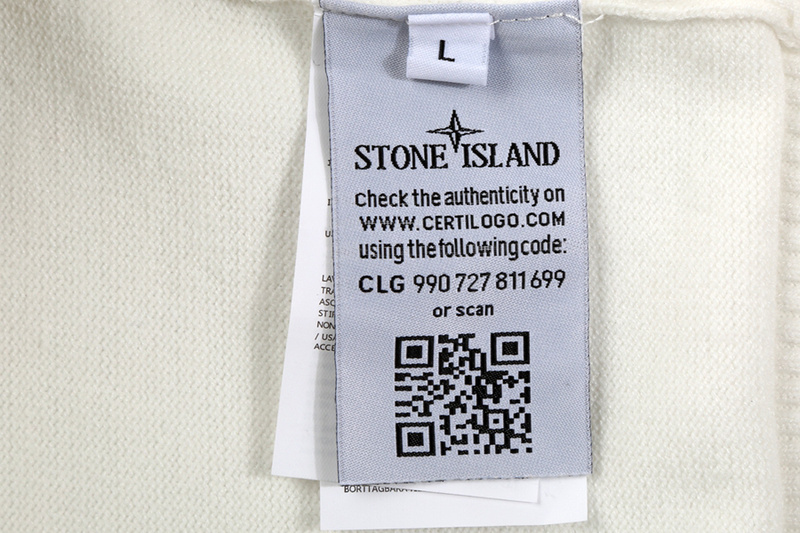 L
STONE ISLAND
Check the authenticity on
WWW.CERTILOGO.COM
using the following code:
CLG 990 727 811 699
or scan